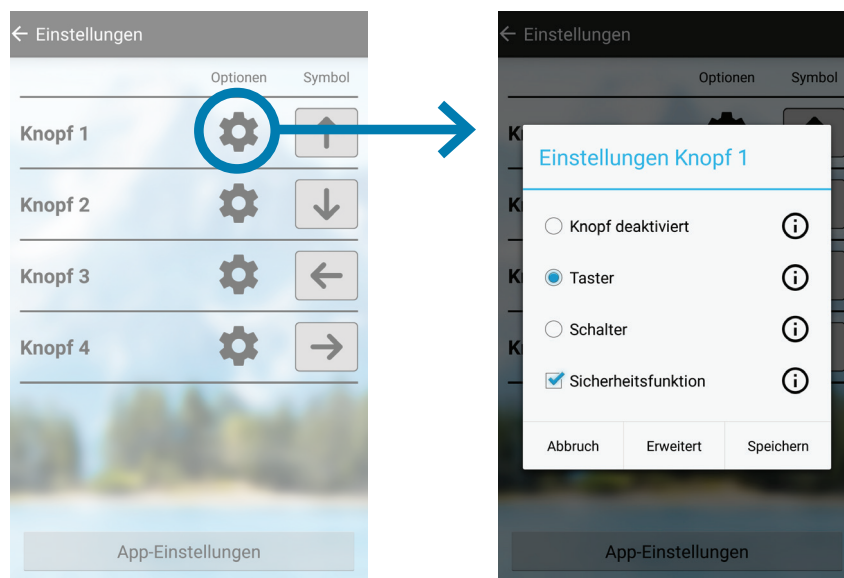 Einstellungen
Optionen Symbol
Knopf 1
Knopf 2
Knopf 3
Knopf 4
App-Einstellungen
Einstellungen
Optionen Symbol
Einstellungen Knopf 1
Knopf deaktiviert
Taster
Schalter
Sicherheitsfunktion
Abbruch Erweitert Speichern
App-Einstellungen